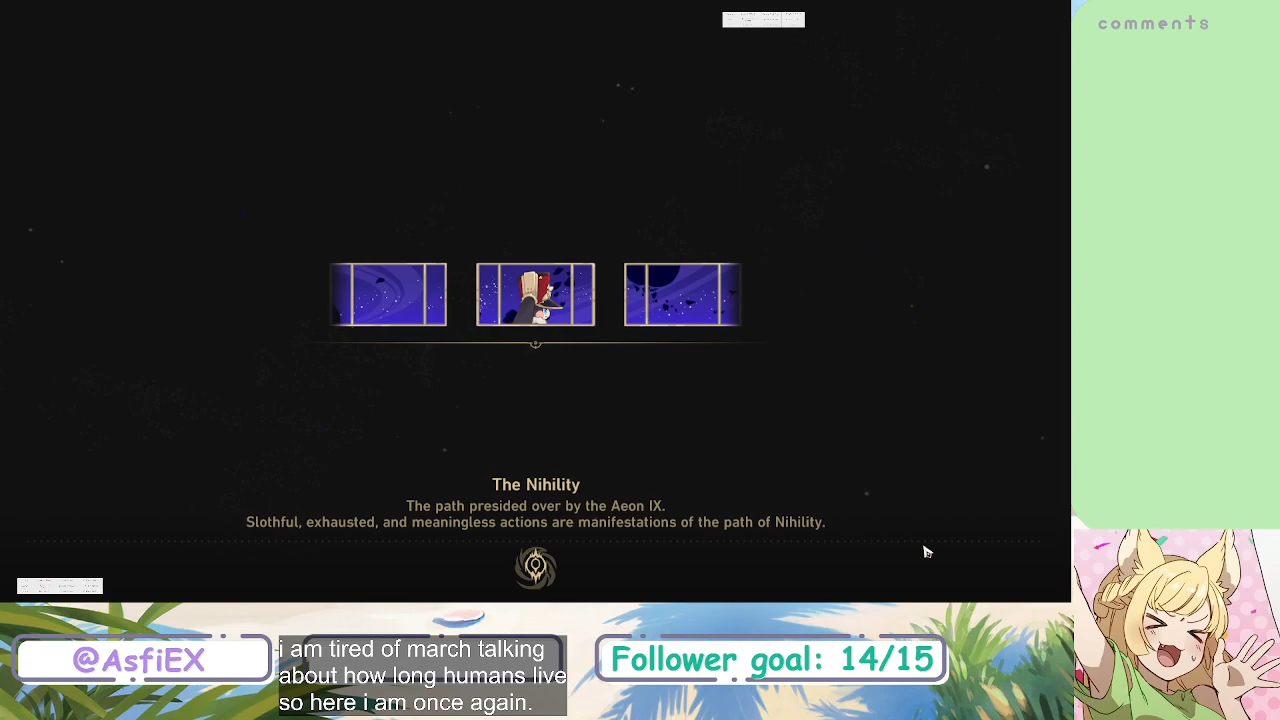 comments
The Nihility
The path presided over by the Aeon IX.
Slothful, exhausted, and meaningless actions are manifestations of the path of Nihility.
@AsfiEX
i am tired of march talking
about how long humans live
so here i am once again.
Follower goal: 14/15